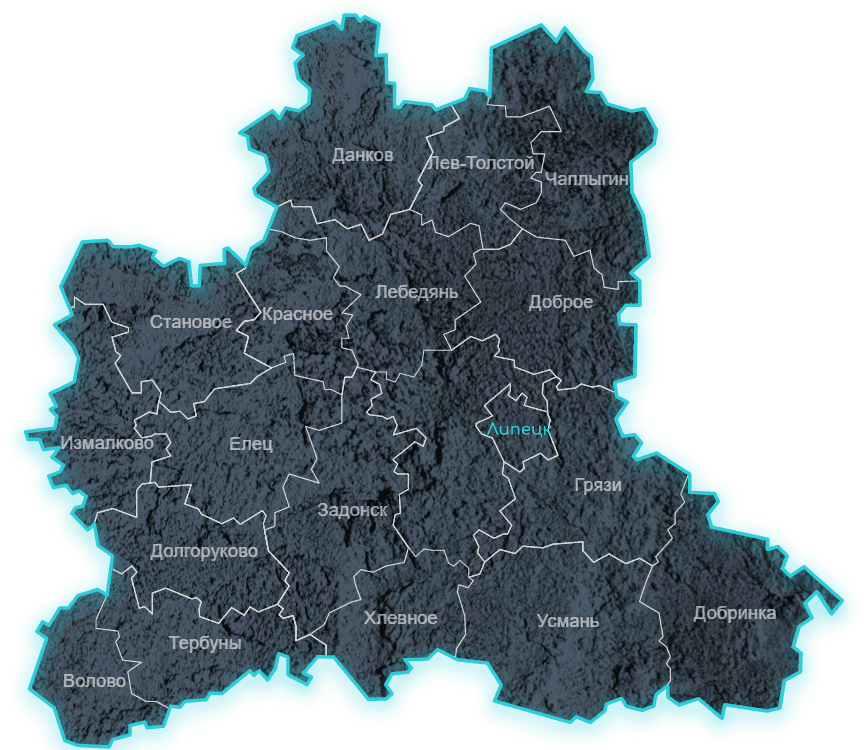 Данков
Лев-Толстой
Чаплыгин
Лебедянь
Доброе
Становое
Красное
Липецк
Измалково
Елец
Грязи
Задонск
Долгоруково
Хлевное
Усмань
Добринка
Тербуны
Волово